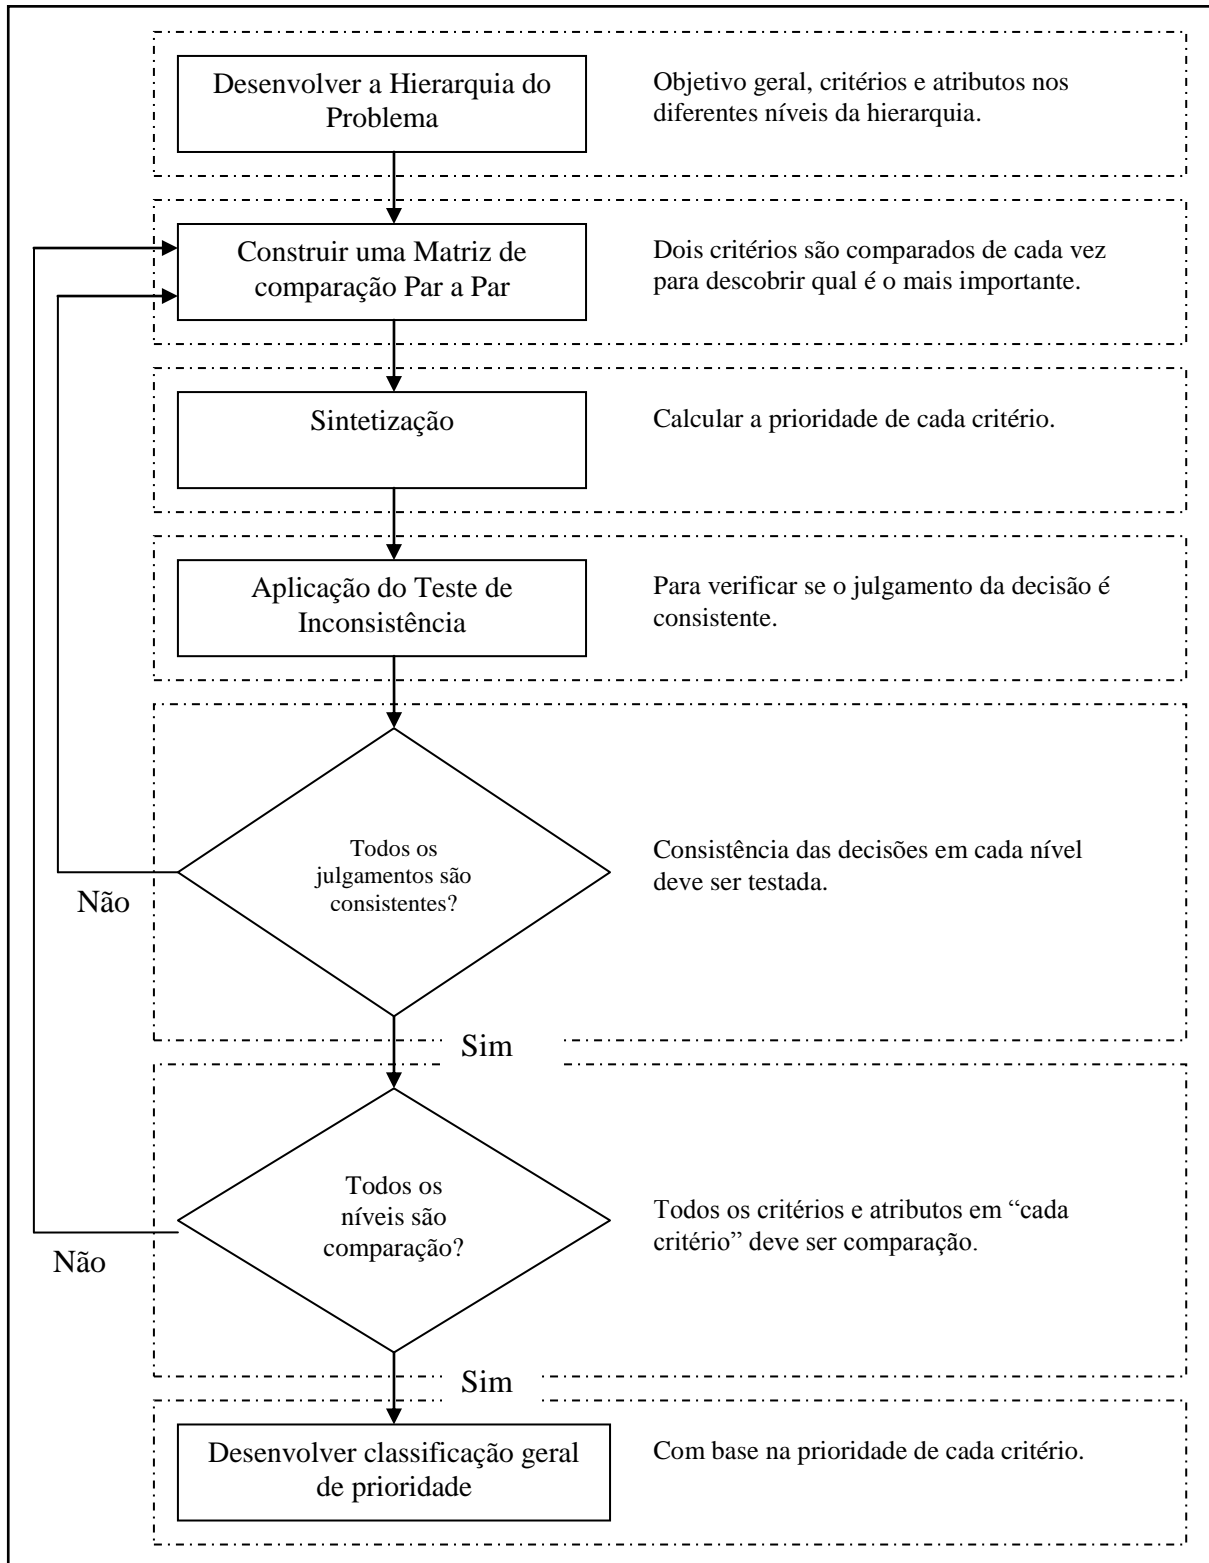 Desenvolver a Hierarquia do
Problema
Objetivo geral, critérios e atributos nos
diferentes níveis da hierarquia.
Construir uma Matriz de
comparação Par a Par
Dois critérios são comparados de cada vez
para descobrir qual é o mais importante.
Sintetização
Calcular a prioridade de cada critério.
Aplicação do Teste de
Inconsistência
Para verificar se o julgamento da decisão é
consistente.
Todos os
julgamentos são
consistentes?
Consistência das decisões em cada nível
deve ser testada.
Não
Sim
Todos os
níveis são
comparação?
Todos os critérios e atributos em “cada
critério” deve ser comparação.
Não
Sim
Desenvolver classificação geral
de prioridade
Com base na prioridade de cada critério.